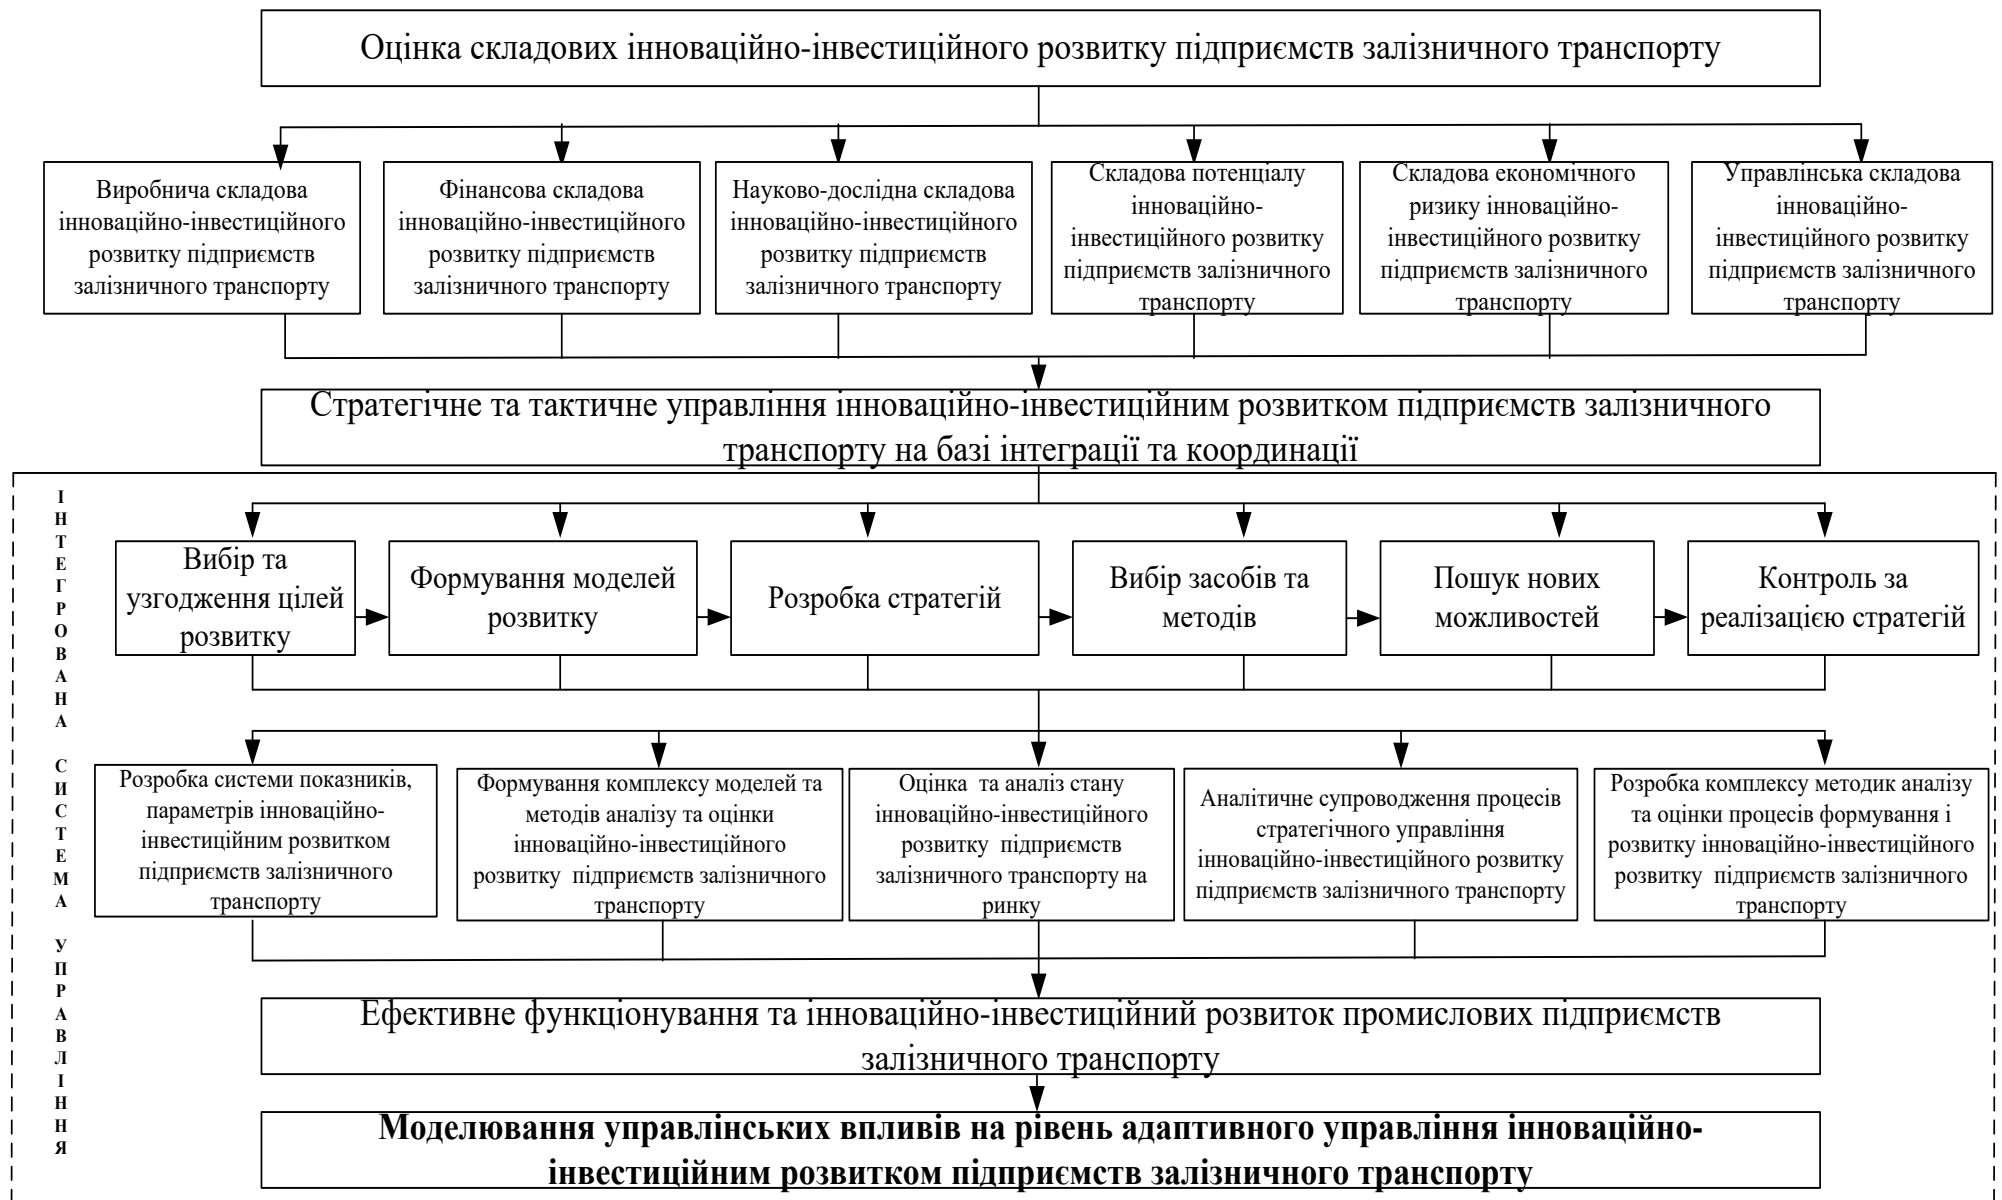 Оцінка складових інноваційно-інвестиційного розвитку підприємств залізничного транспорту
Виробнича складова
інноваційно-інвестиційного
розвитку підприємств
залізничного транспорту
Фінансова складова
інноваційно-інвестиційного
розвитку підприємств
залізничного транспорту
Науково-дослідна складова
інноваційно-інвестиційного
розвитку підприємств
залізничного транспорту
Складова потенціалу
інноваційно-
інвестиційного розвитку
підприємств залізничного
транспорту
Складова економічного
ризику інноваційно-
інвестиційного розвитку
підприємств залізничного
транспорту
Управлінська складова
інноваційно-
інвестиційного розвитку
підприємств залізничного
транспорту
Стратегічне та тактичне управління інноваційно-інвестиційним розвитком підприємств залізничного
транспорту на базі інтеграції та координації
ІНТЕГРОВАНА СИСТЕМА УПРАВЛІННЯ
Вибір та
узгодження цілей
розвитку
Формування моделей
розвитку
Розробка стратегій
Вибір засобів та
методів
Пошук нових
можливостей
Контроль за
реалізацією стратегій
Розробка системи показників,
параметрів інноваційно-
інвестиційним розвитком
підприємств залізничного
транспорту
Формування комплексу моделей та
методів аналізу та оцінки
інноваційно-інвестиційного
розвитку підприємств залізничного
транспорту
Оцінка та аналіз стану
інноваційно-інвестиційного
розвитку підприємств
залізничного транспорту на
ринку
Аналітичне супроводження процесів
стратегічного управління
інноваційно-інвестиційного розвитку
підприємств залізничного транспорту
Розробка комплексу методик аналізу
та оцінки процесів формування і
розвитку інноваційно-інвестиційного
розвитку підприємств залізничного
транспорту
Ефективне функціонування та інноваційно-інвестиційний розвиток промислових підприємств
залізничного транспорту
Моделювання управлінських впливів на рівень адаптивного управління інноваційно-
інвестиційним розвитком підприємств залізничного транспорту